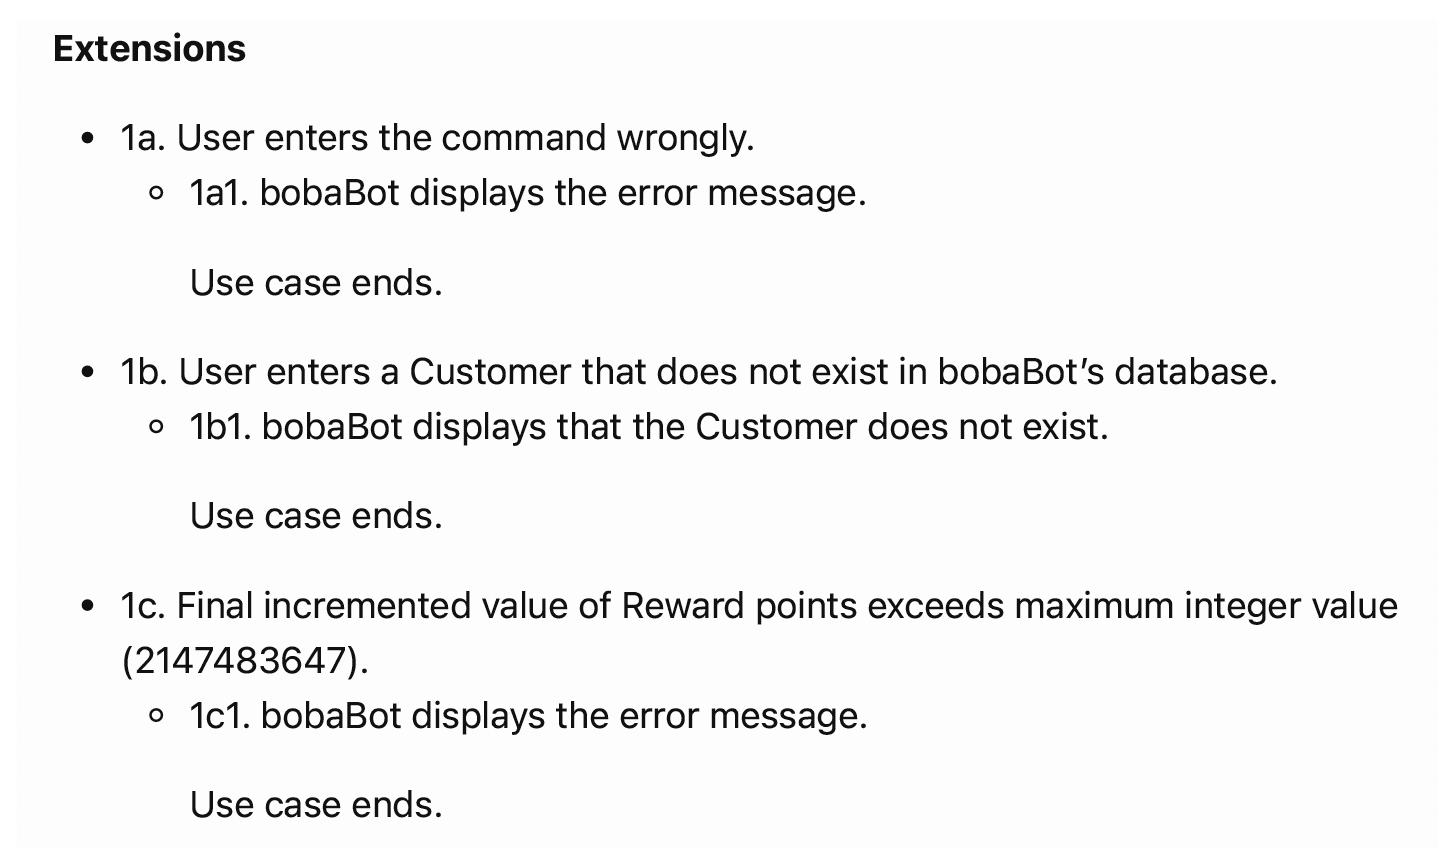 Extensions
• 1a. User enters the command wrongly.
◦ 1a1. bobaBot displays the error message.
Use case ends.
• 1b. User enters a Customer that does not exist in bobaBot’s database.
◦ 1b1. bobaBot displays that the Customer does not exist.
Use case ends.
• 1c. Final incremented value of Reward points exceeds maximum integer value
(2147483647).
◦ 1c1. bobaBot displays the error message.
Use case ends.